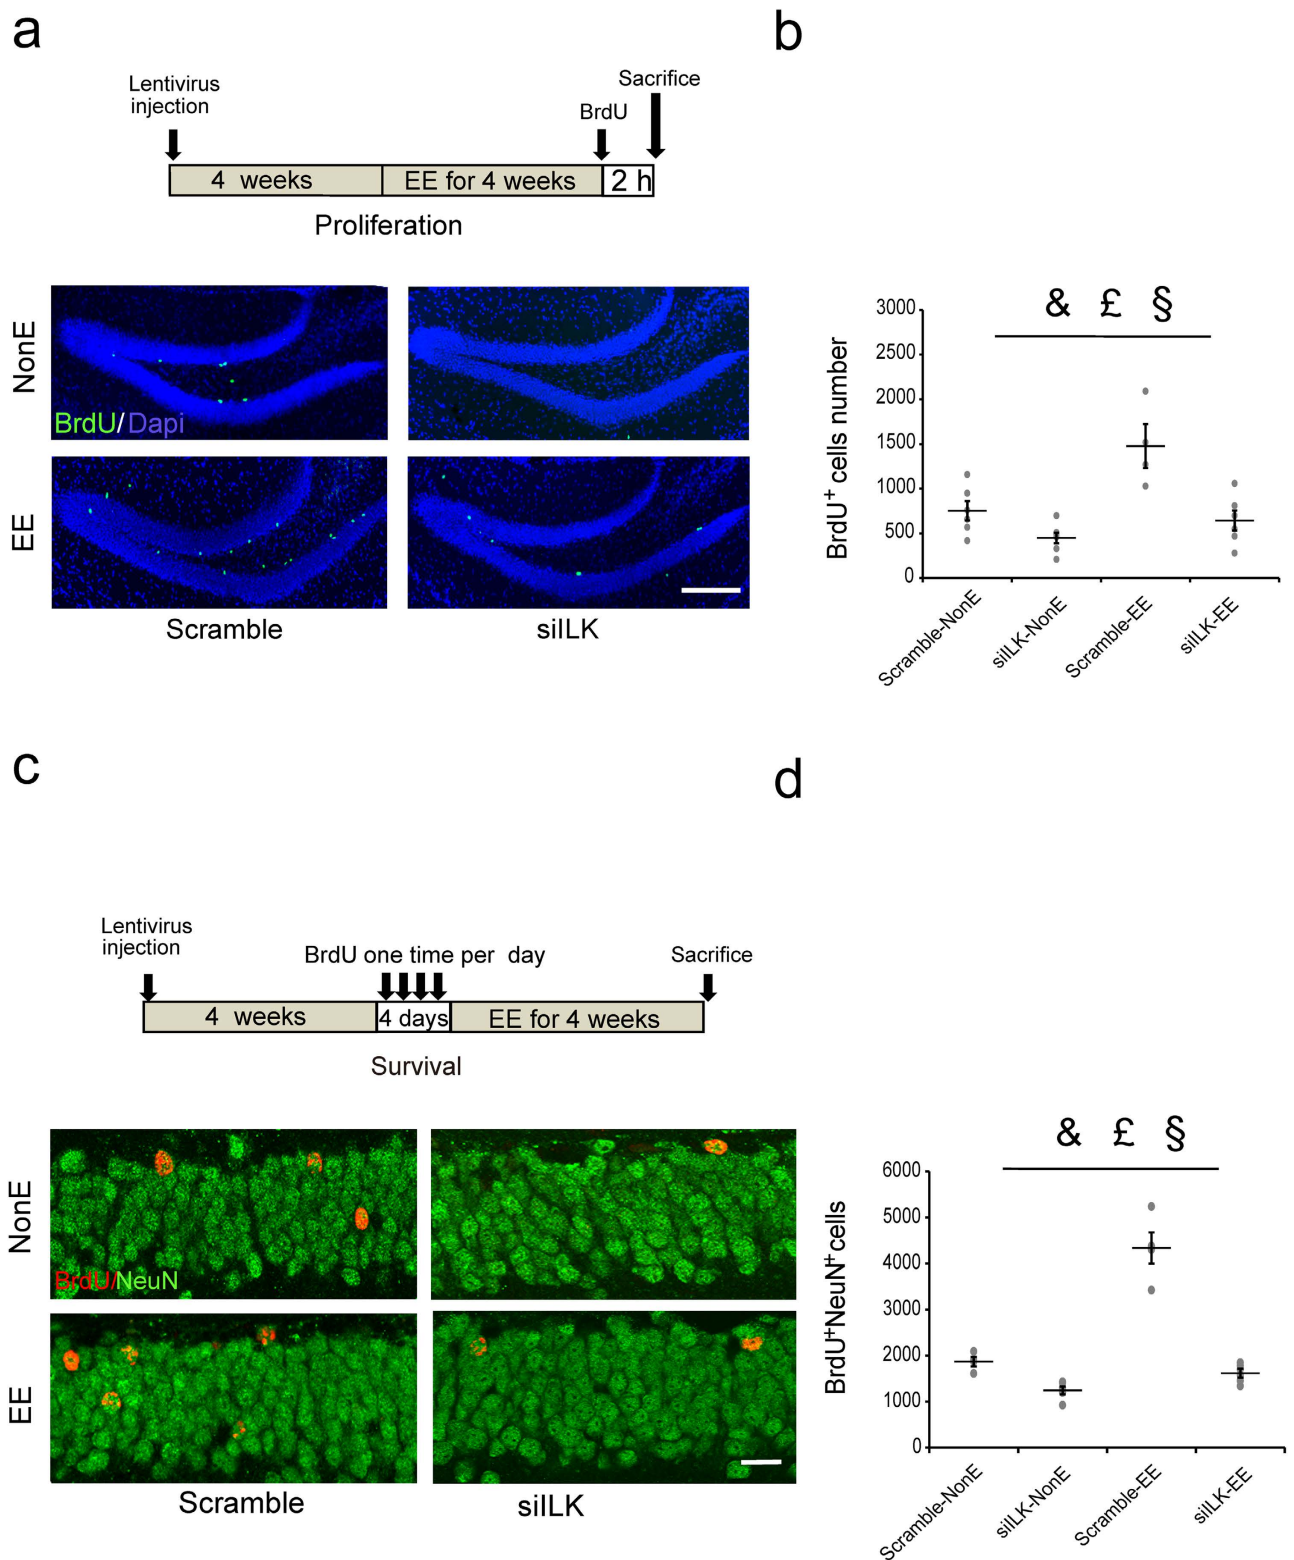 a
Lentivirus
injection
BrdU
Sacrifice
4 weeks
EE for 4 weeks
2 h
Proliferation
NonE
BrdU/Dapi
EE
Scramble
siILK
b
& £ §
BrdU⁺ cells number
3000
2500
2000
1500
1000
500
0
Scramble-NonE
siILK-NonE
Scramble-EE
siILK-EE
c
Lentivirus
injection
BrdU one time per day
Sacrifice
4 weeks
4 days
EE for 4 weeks
Survival
NonE
BrdU/NeuN
EE
Scramble
siILK
d
& £ §
BrdU⁺NeuN⁺cells
6000
5000
4000
3000
2000
1000
0
Scramble-NonE
siILK-NonE
Scramble-EE
siILK-EE